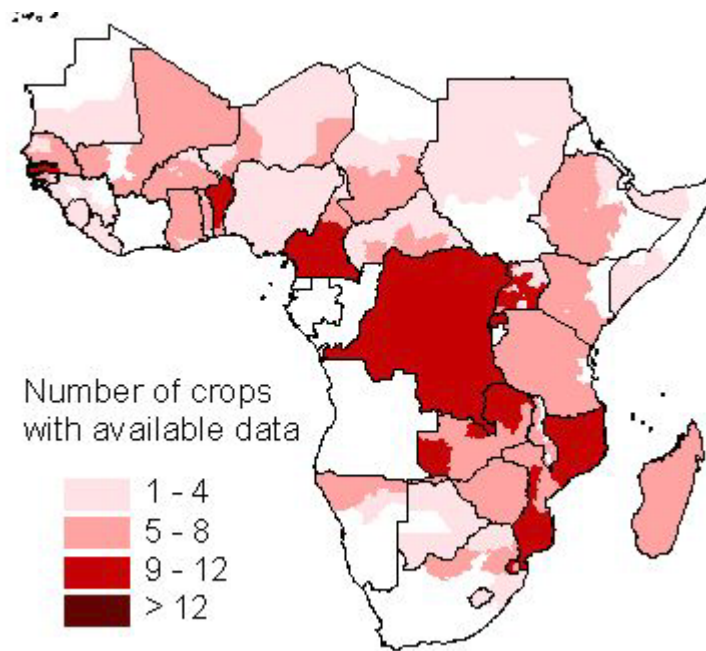 Number of crops
with available data
1 - 4
5 - 8
9 - 12
> 12